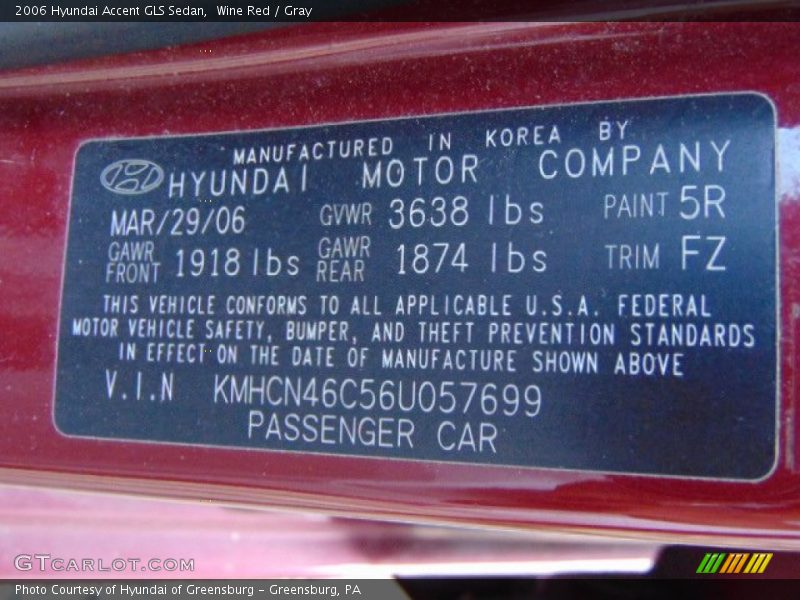 2006 Hyundai Accent GLS Sedan, Wine Red / Gray
MANUFACTURED IN KOREA BY
HYUNDAI MOTOR COMPANY
MAR/29/06 GVWR 3638 lbs PAINT 5R
GAWR FRONT 1918 lbs GAWR REAR 1874 lbs TRIM FZ
THIS VEHICLE CONFORMS TO ALL APPLICABLE U.S.A. FEDERAL
MOTOR VEHICLE SAFETY, BUMPER, AND THEFT PREVENTION STANDARDS
IN EFFECT ON THE DATE OF MANUFACTURE SHOWN ABOVE
V.I.N KMHCN46C56U057699
PASSENGER CAR
GTCARLOT.COM
Photo Courtesy of Hyundai of Greensburg - Greensburg, PA